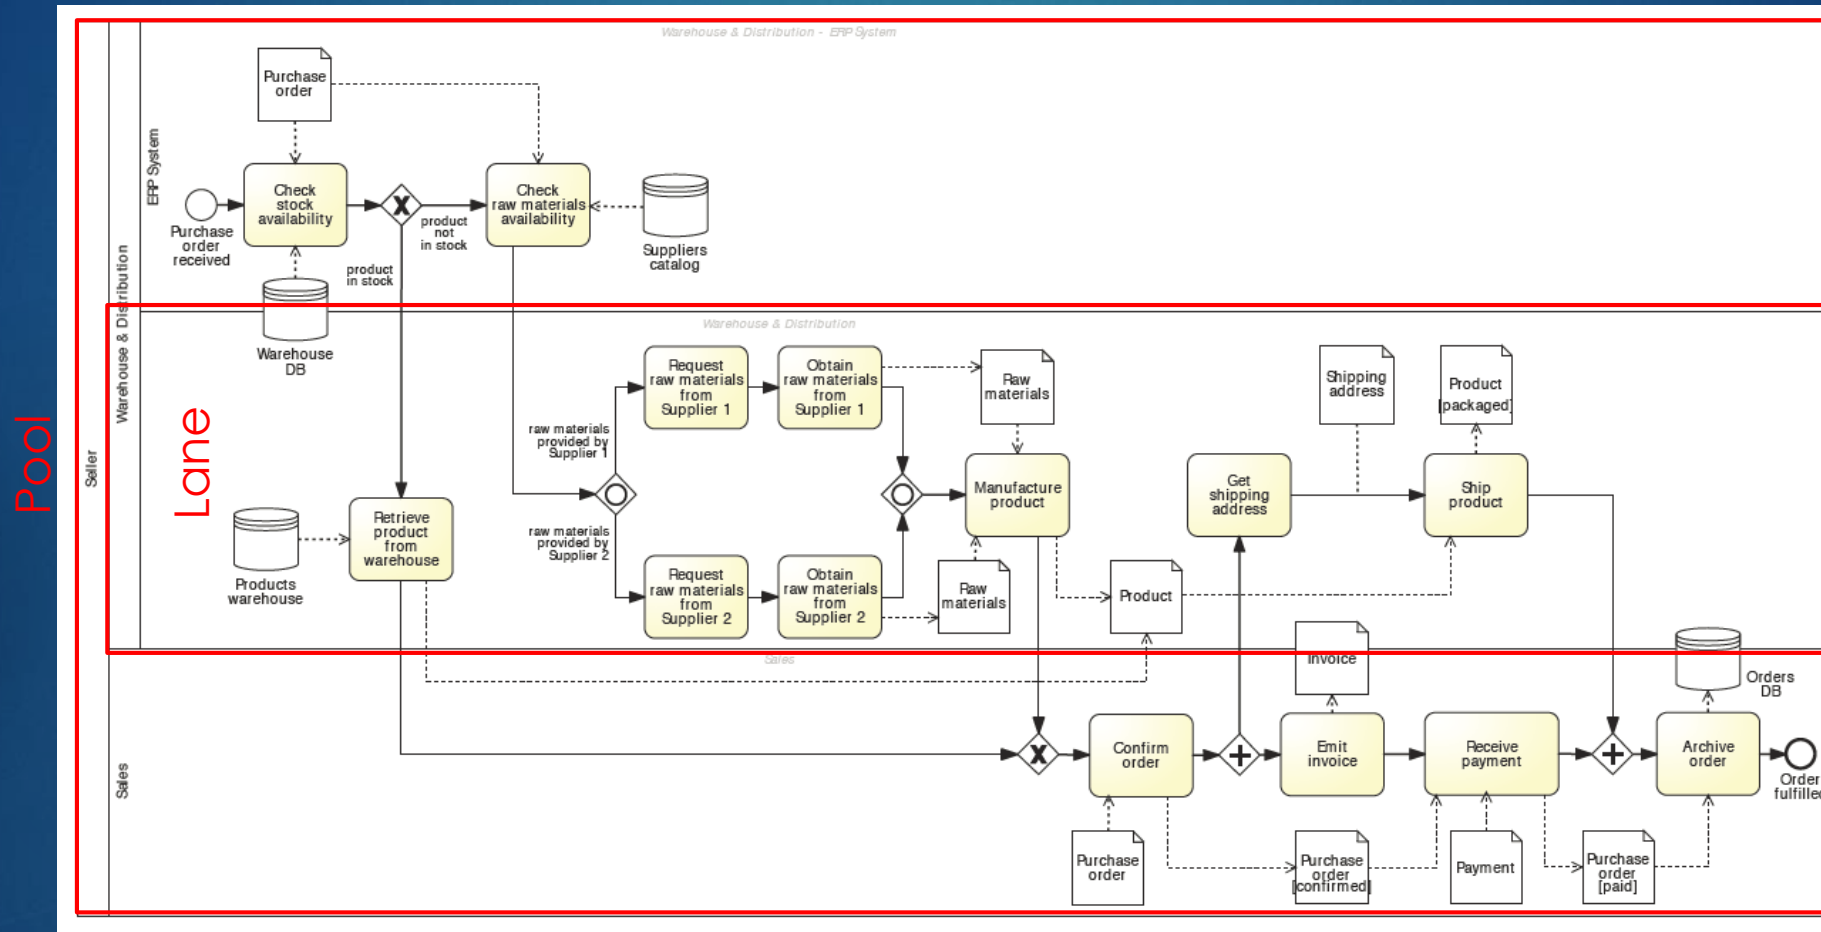 Warehouse & Distribution - ERP System
Purchase
order
ERP System
Check
stock
availability
Check
raw materials
availability
Purchase
order
received
product
not
in stock
product
in stock
Suppliers
catalog
Warehouse
DB
Pool
Seller
Warehouse & Distribution
Lane
Warehouse & Distribution
Request
raw materials
from
Supplier 1
Obtain
raw materials
from
Supplier 1
Raw
materials
Shipping
address
Product
[packaged]
raw materials
provided by
Supplier 1
Manufacture
product
Get
shipping
address
Ship
product
Retrieve
product
from
warehouse
raw materials
provided by
Supplier 2
Products
warehouse
Request
raw materials
from
Supplier 2
Obtain
raw materials
from
Supplier 2
Raw
materials
Product
Sales
Sales
Invoice
Orders
DB
Confirm
order
Emit
invoice
Receive
payment
Archive
order
Order
fulfilled
Purchase
order
Purchase
order
[confirmed]
Payment
Purchase
order
[paid]